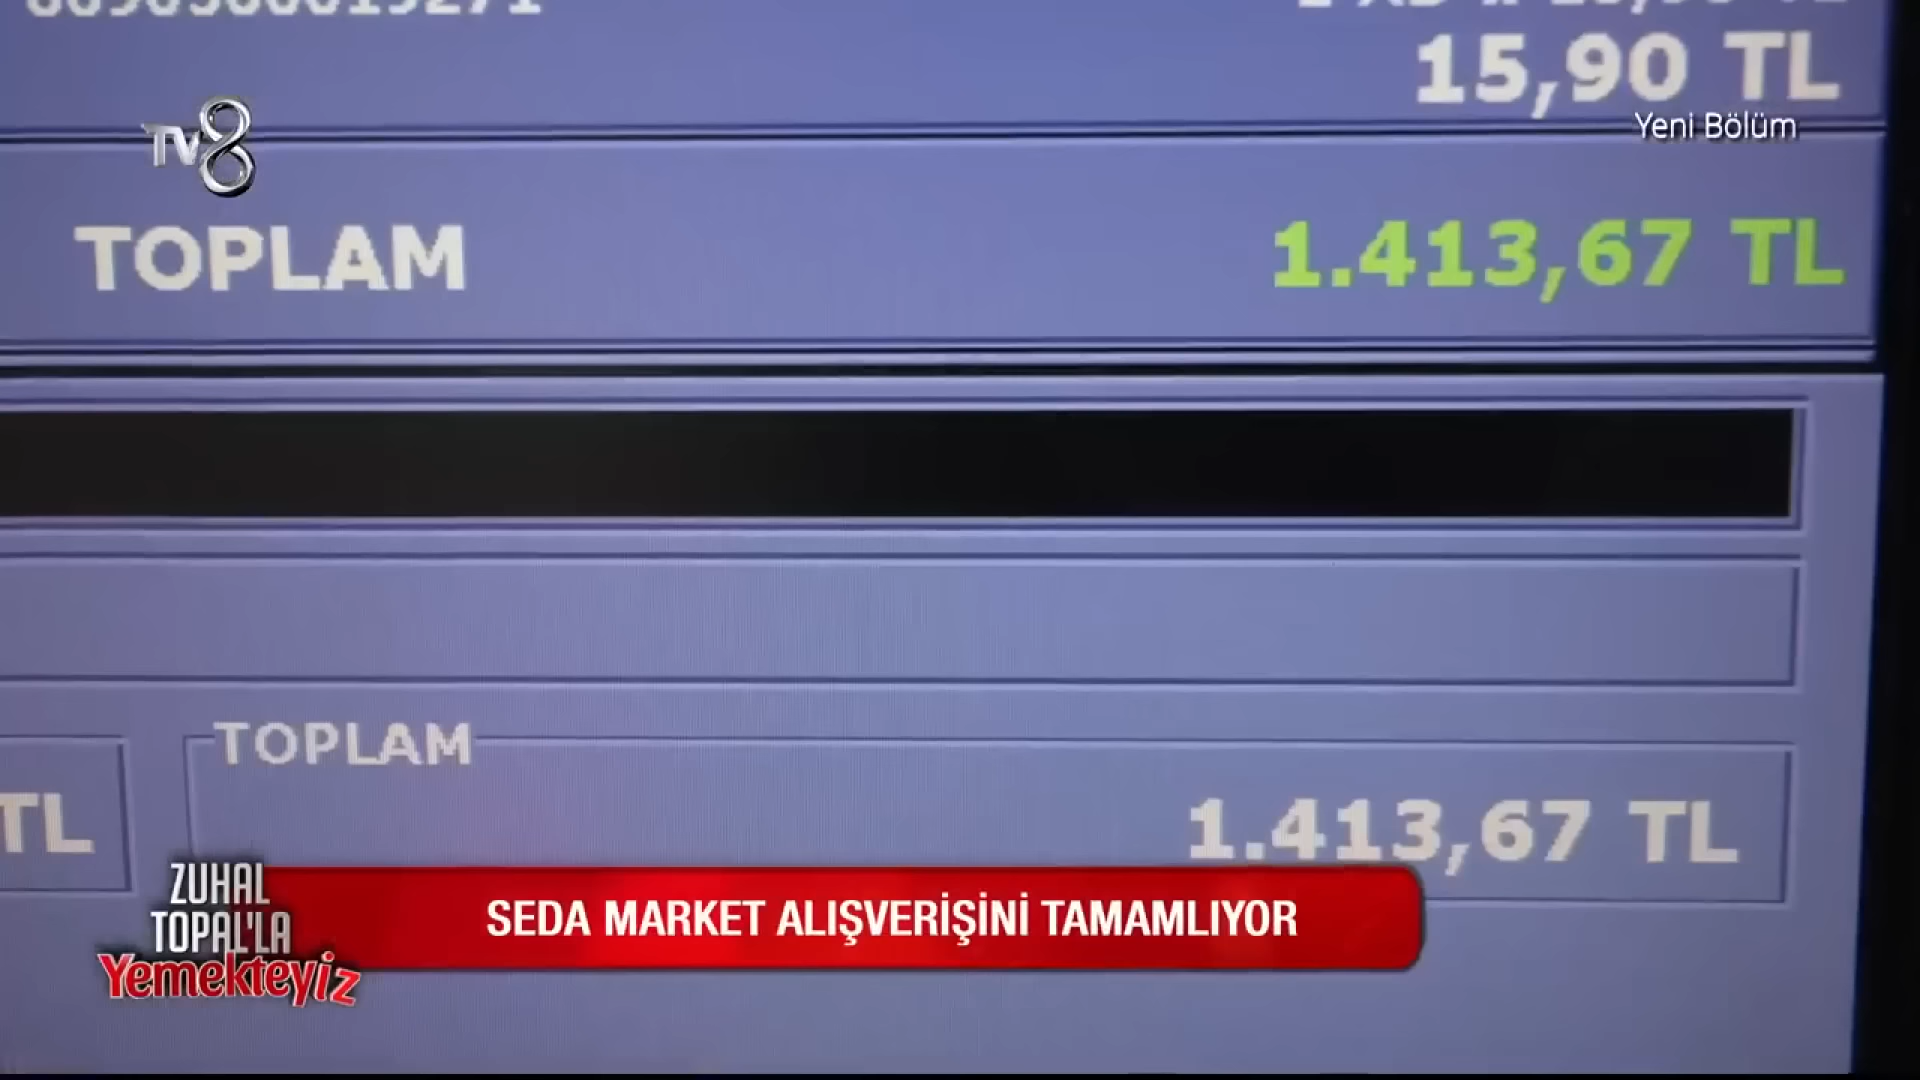 8690500019271
15,90 TL
TV8
Yeni Bölüm
TOPLAM 1.413,67 TL
TOPLAM
TL
1.413,67 TL
ZUHAL
TOPAL'LA
Yemekteyiz
SEDA MARKET ALIŞVERİŞİNİ TAMAMLIYOR